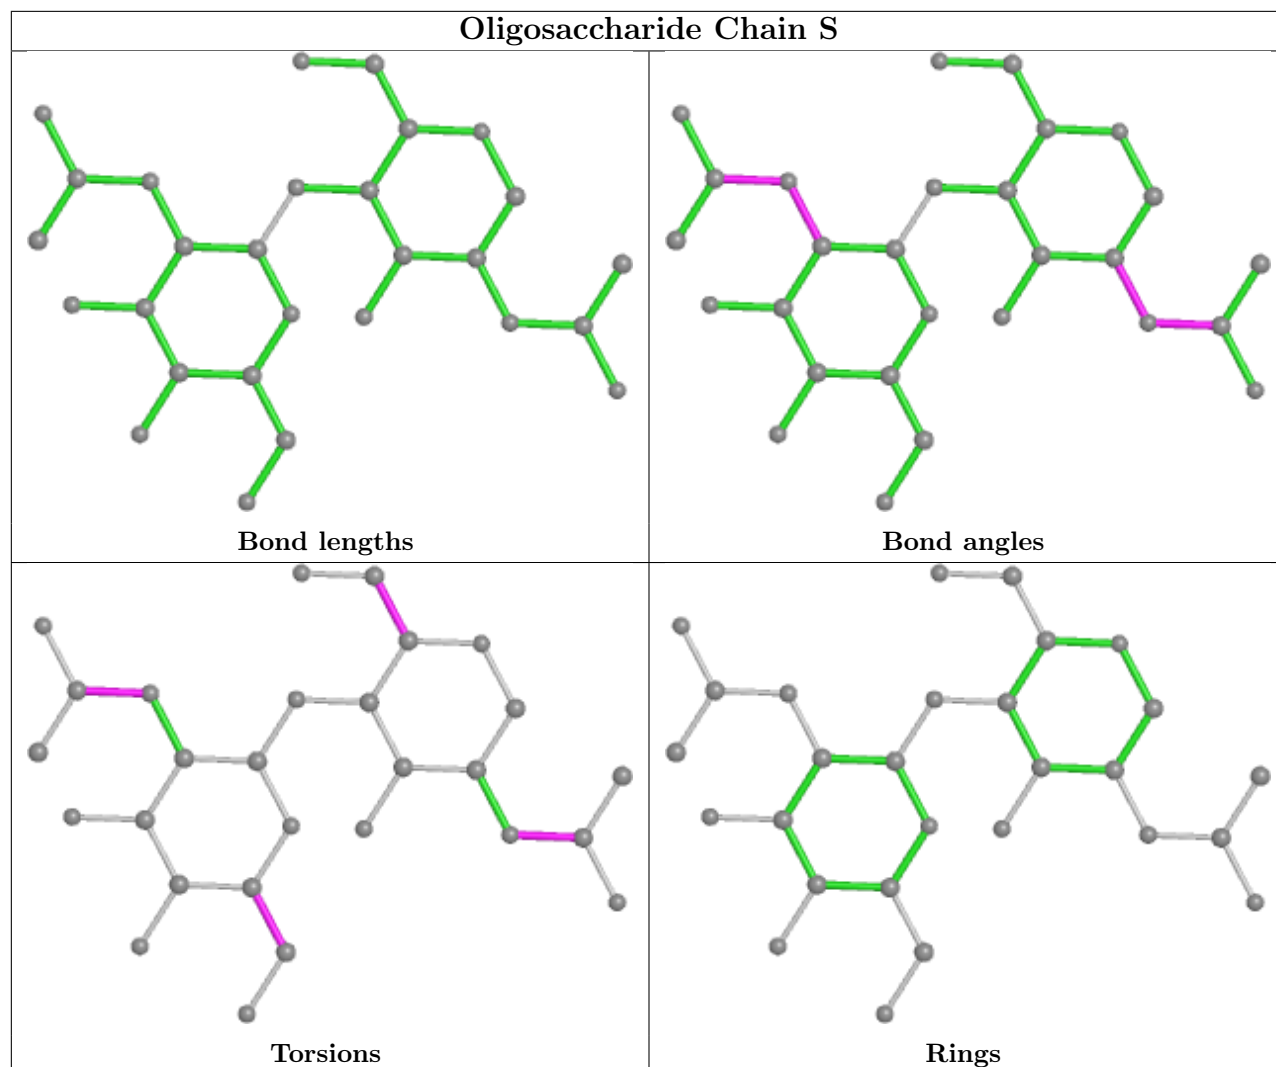 Oligosaccharide Chain S
Bond lengths
Bond angles
Torsions
Rings